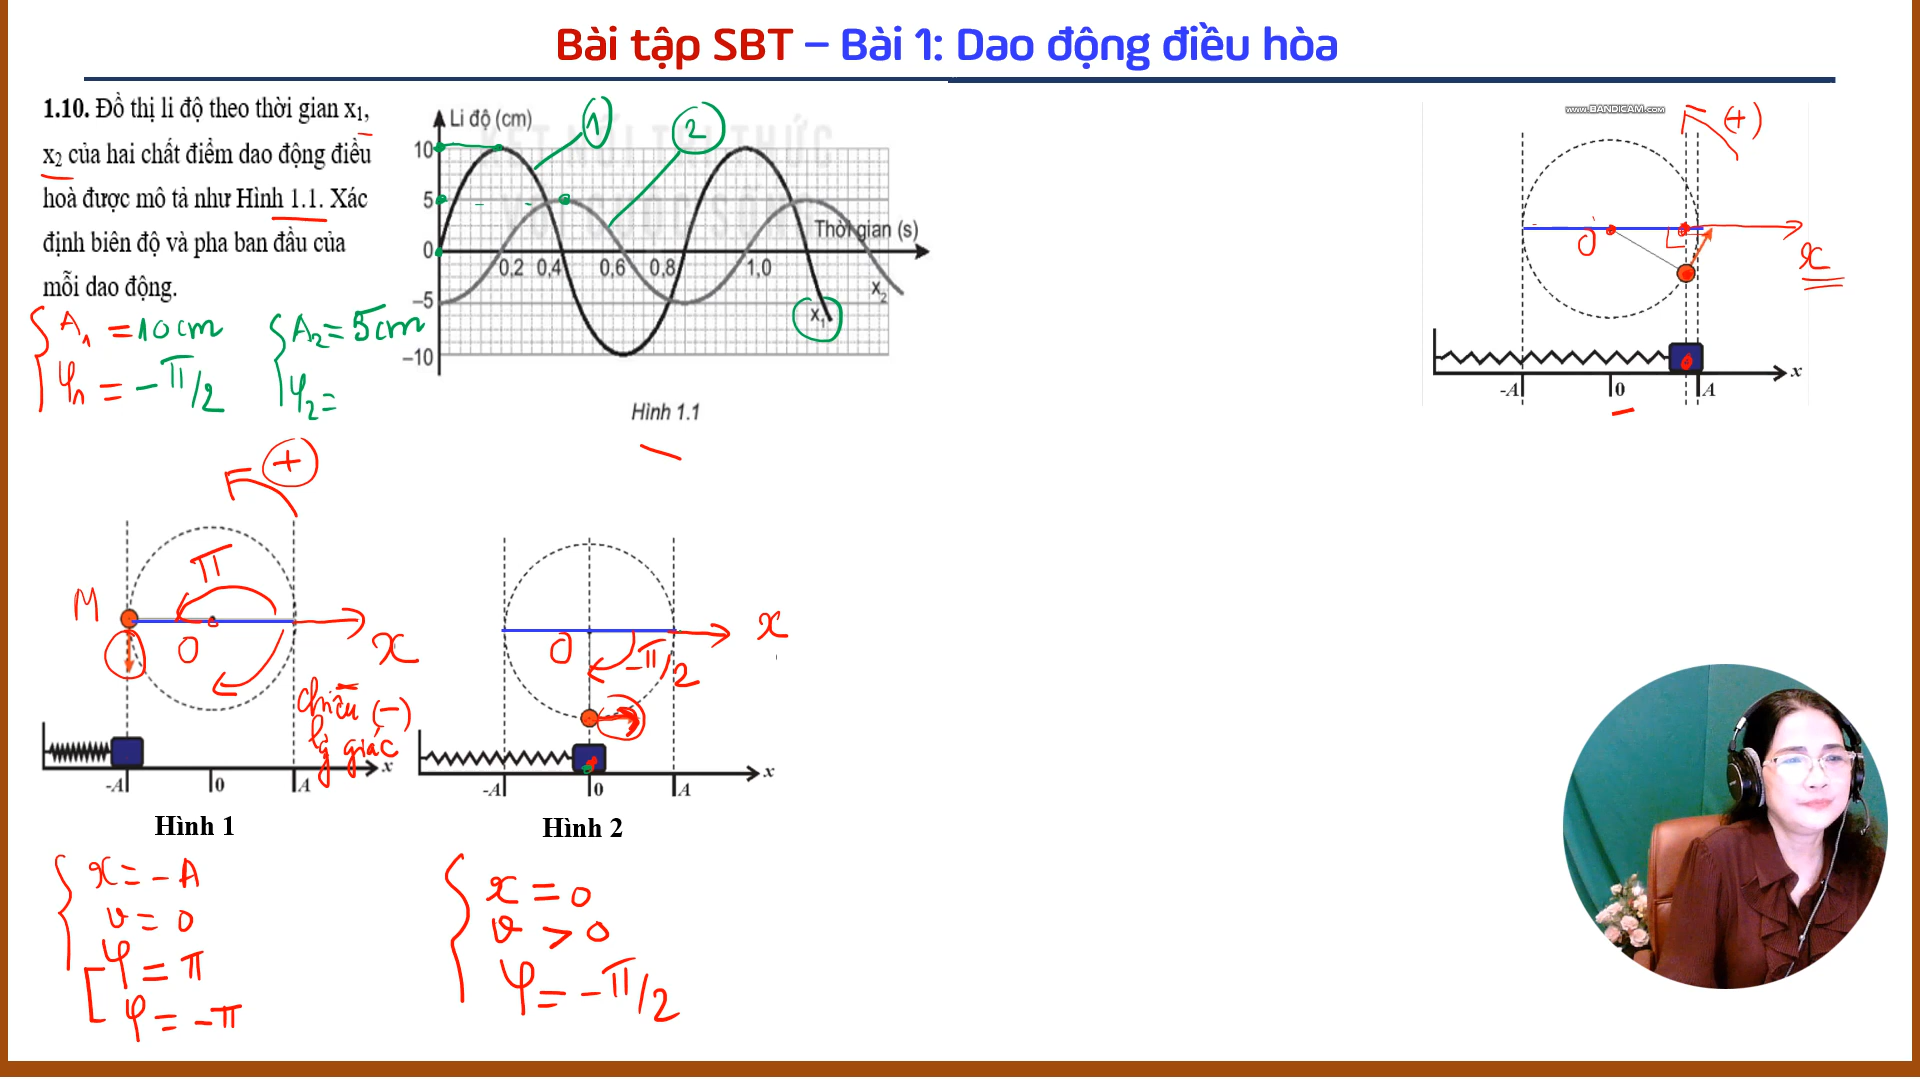 Bài tập SBT – Bài 1: Dao động điều hòa
1.10. Đồ thị li độ theo thời gian x₁,
x₂ của hai chất điểm dao động điều
hoà được mô tả như Hình 1.1. Xác
định biên độ và pha ban đầu của
mỗi dao động.
Li độ (cm)
1
2
10
5
0
-5
-10
Thời gian (s)
0,2 0,4 0,6 0,8 1,0
x₂
x₁
Hình 1.1
A₁ = 10 cm
φ₁ = -π/2
A₂ = 5 cm
φ₂ =
www.BANDICAM.com
(+)
O
x
-A 0 A x
+
π
M
O
x
chiều (-)
lg giác
-A 0 A x
Hình 1
x = -A
v = 0
φ = π
φ = -π
O
x
-π/2
-A 0 A x
Hình 2
x = 0
v > 0
φ = -π/2